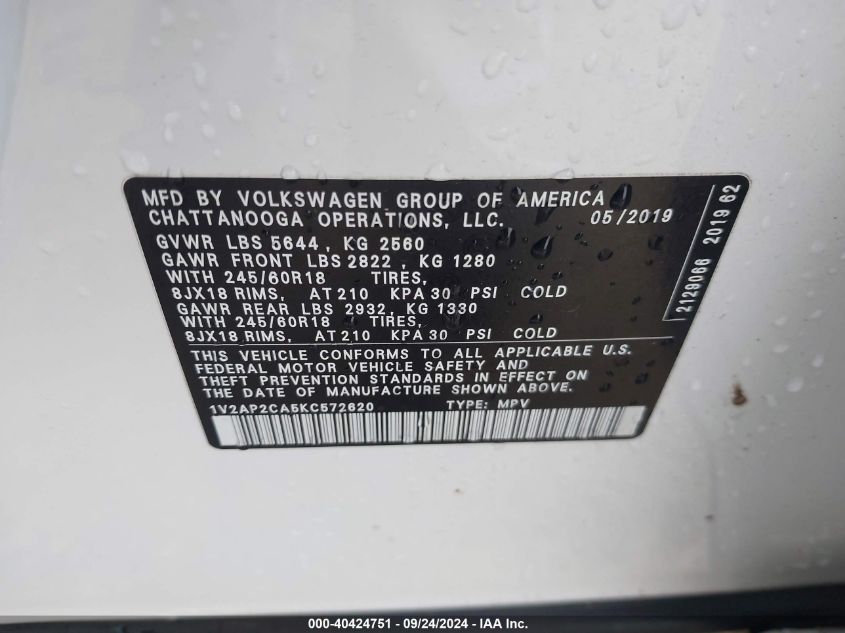 MFD BY VOLKSWAGEN GROUP OF AMERICA
CHATTANOOGA OPERATIONS, LLC. 05/2019
GVWR LBS 5644, KG 2560
GAWR FRONT LBS 2822, KG 1280
WITH 245/60R18 TIRES,
8JX18 RIMS, AT 210 KPA 30 PSI COLD
GAWR REAR LBS 2932, KG 1330
WITH 245/60R18 TIRES,
8JX18 RIMS, AT 210 KPA 30 PSI COLD
THIS VEHICLE CONFORMS TO ALL APPLICABLE U.S.
FEDERAL MOTOR VEHICLE SAFETY AND
THEFT PREVENTION STANDARDS IN EFFECT ON
THE DATE OF MANUFACTURE SHOWN ABOVE.
1V2AP2CA5KC572620 TYPE: MPV
2129066 2019 62
000-40424751 - 09/24/2024 - IAA Inc.